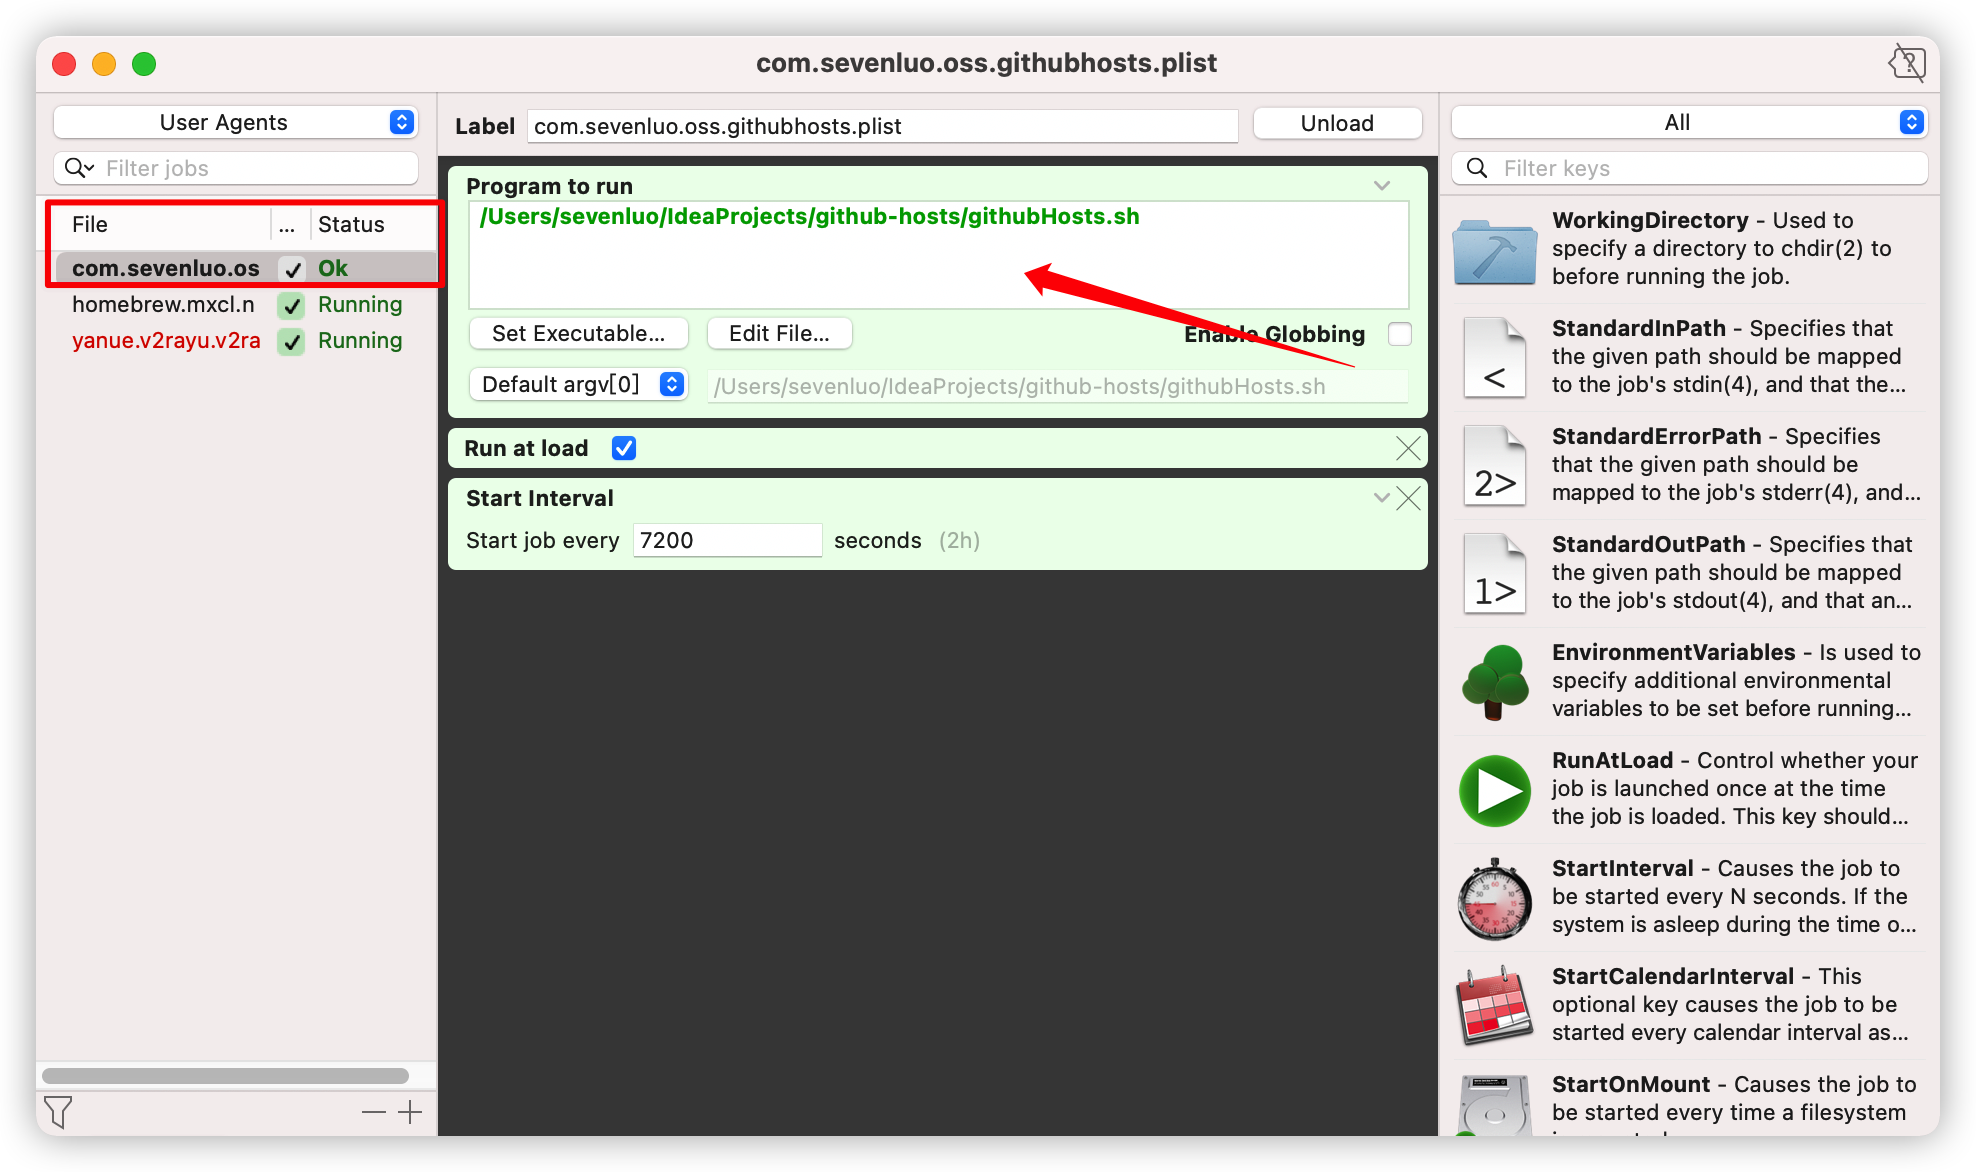 com.sevenluo.oss.githubhosts.plist
User Agents
Filter jobs
File
...
Status
com.sevenluo.os
Ok
homebrew.mxcl.n
Running
yanue.v2rayu.v2ra
Running
Label
com.sevenluo.oss.githubhosts.plist
Unload
Program to run
/Users/sevenluo/IdeaProjects/github-hosts/githubHosts.sh
Set Executable...
Edit File...
Enable Globbing
Default argv[0]
/Users/sevenluo/IdeaProjects/github-hosts/githubHosts.sh
Run at load
Start Interval
Start job every
7200
seconds
(2h)
All
Filter keys
WorkingDirectory - Used to
specify a directory to chdir(2) to
before running the job.
<
StandardInPath - Specifies that
the given path should be mapped
to the job's stdin(4), and that the...
2>
StandardErrorPath - Specifies
that the given path should be
mapped to the job's stderr(4), and...
1>
StandardOutPath - Specifies that
the given path should be mapped
to the job's stdout(4), and that an...
EnvironmentVariables - Is used to
specify additional environmental
variables to be set before running...
RunAtLoad - Control whether your
job is launched once at the time
the job is loaded. This key should...
StartInterval - Causes the job to
be started every N seconds. If the
system is asleep during the time o...
StartCalendarInterval - This
optional key causes the job to be
started every calendar interval as...
StartOnMount - Causes the job to
be started every time a filesystem